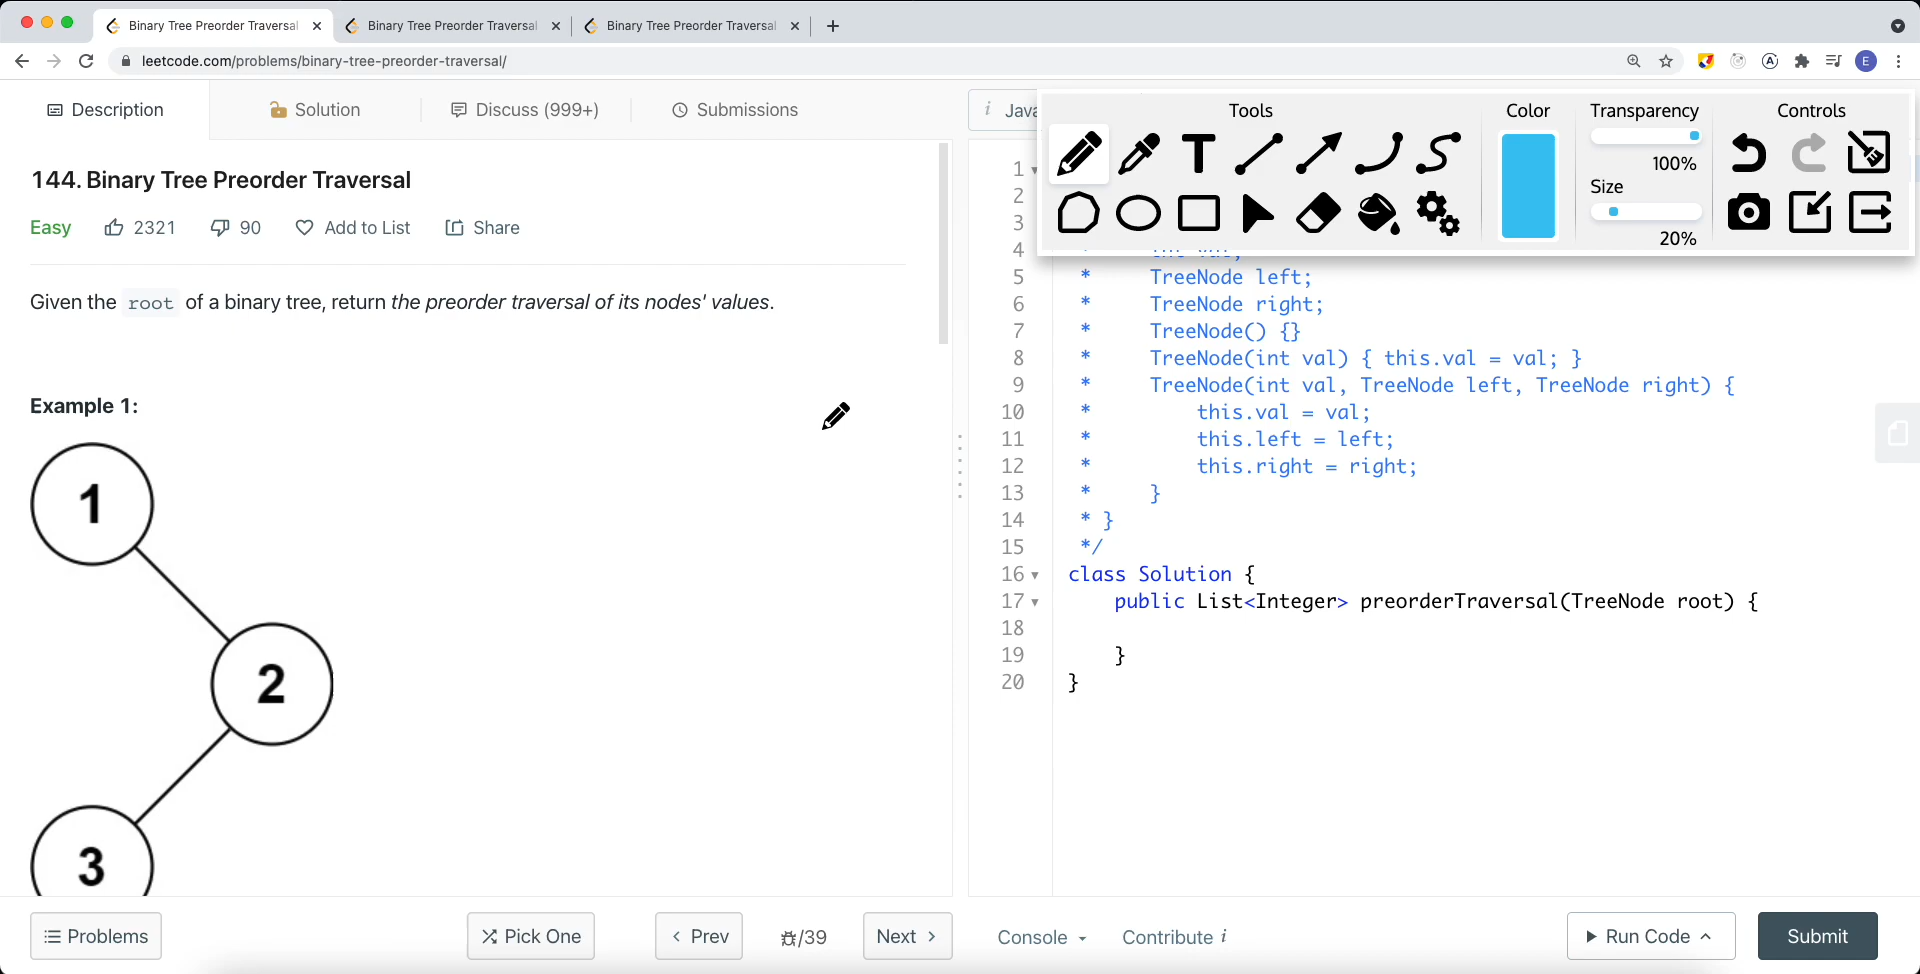 Binary Tree Preorder Traversal
Binary Tree Preorder Traversal
Binary Tree Preorder Traversal
leetcode.com/problems/binary-tree-preorder-traversal/
E
Description
Solution
Discuss (999+)
Submissions
i Java
Tools
Color
Transparency
Controls
100%
Size
20%
144. Binary Tree Preorder Traversal
Easy
2321
90
Add to List
Share
Given the root of a binary tree, return the preorder traversal of its nodes' values.
Example 1:
1
2
3
1
2
3
4 * int val;
5 * TreeNode left;
6 * TreeNode right;
7 * TreeNode() {}
8 * TreeNode(int val) { this.val = val; }
9 * TreeNode(int val, TreeNode left, TreeNode right) {
10 * this.val = val;
11 * this.left = left;
12 * this.right = right;
13 * }
14 * }
15 */
16 class Solution {
17 public List<Integer> preorderTraversal(TreeNode root) {
18
19 }
20 }
Problems
Pick One
< Prev
/39
Next >
Console
Contribute i
Run Code
Submit